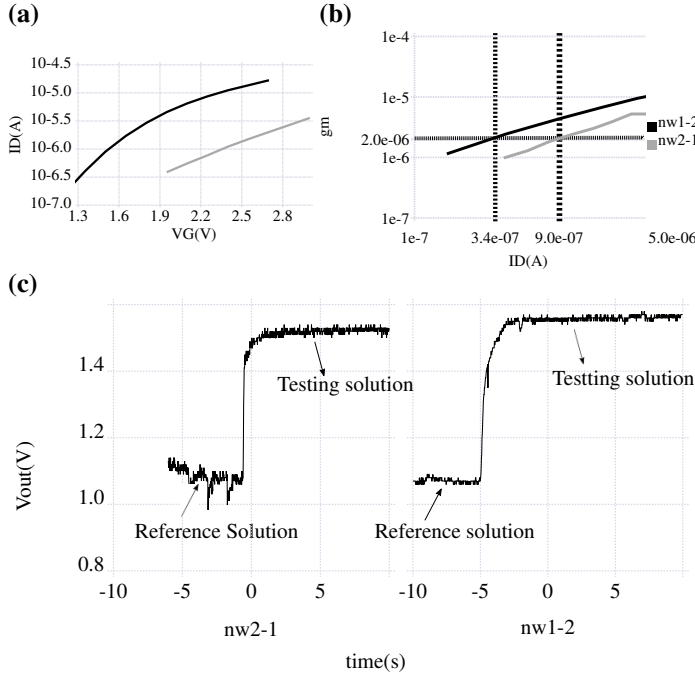 (a)
(b)
ID(A)
10-4.5
10-5.0
10-5.5
10-6.0
10-6.5
10-7.0
1.3 1.6 1.9 2.2 2.5 2.8
VG(V)
gm
1e-4
1e-5
2.0e-06
1e-6
1e-7
1e-7 3.4e-07 9.0e-07 5.0e-06
ID(A)
nw1-2
nw2-1
(c)
Vout(V)
1.4
1.2
1.0
0.8
Testing solution
Reference Solution
Testting solution
Reference solution
-10 -5 0 5
-10 -5 0 5
nw2-1
nw1-2
time(s)